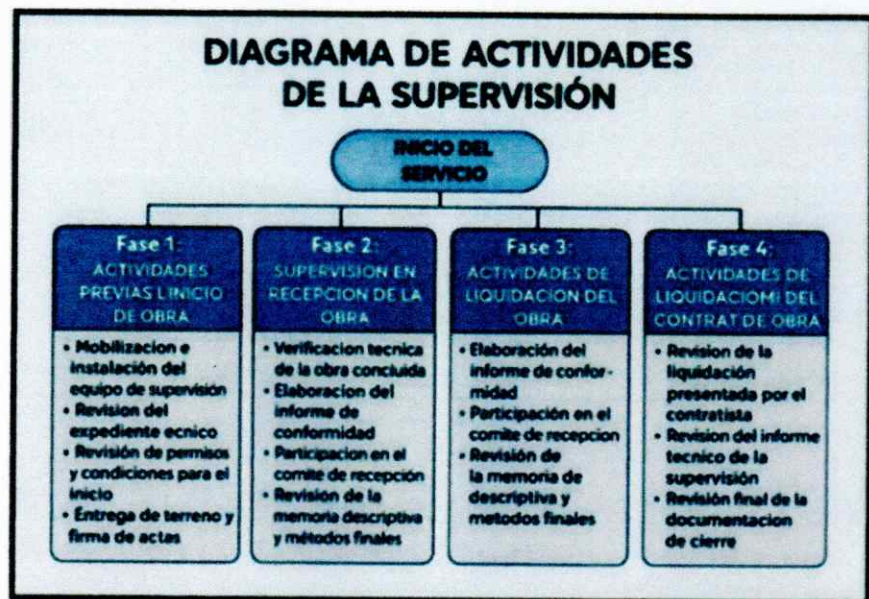 DIAGRAMA DE ACTIVIDADES
DE LA SUPERVISIÓN
INICIO DEL
SERVICIO
Fase 1:
ACTIVIDADES
PREVIAS L'INICIO
DE OBRA
• Mobilizacion e
instalación del
equipo de supervisión
• Revision del
expediente ecnico
• Revisión de permisos
y condiciones para el
inicio
• Entrega de terreno y
firma de actas
Fase 2:
SUPERVISION EN
RECEPCION DE LA
OBRA
• Verificacion tecnica
de la obra concluida
• Elaboracion del
informe de
conformidad
• Participacion en el
comite de recepción
• Revisión de la
memoria descriptiva
y métodos finales
Fase 3:
ACTIVIDADES DE
LIQUIDACION DEL
OBRA
• Elaboración del
informe de confor-
midad
• Participación en el
comite de recepcion
• Revisión de
la memoria de
descriptiva y
metodos finales
Fase 4:
ACTIVIDADES DE
LIQUIDACIOMI DEL
CONTRAT DE OBRA
• Revision de la
liquidación
presentada por el
contratista
• Revision del informe
tecnico de la
supervisión
• Revisión final de la
documentacion
de cierre